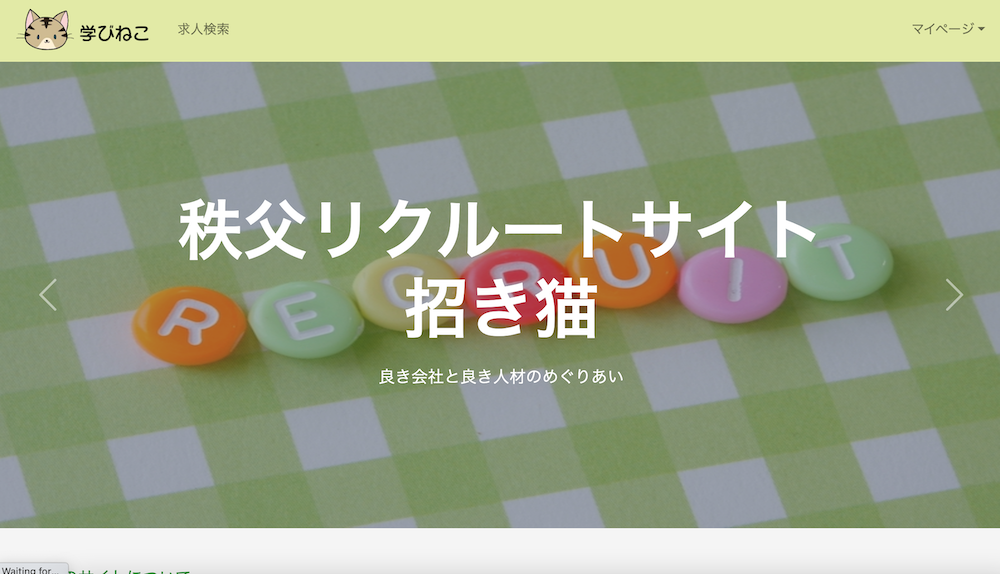 学びねこ
求人検索
マイページ
秩父リクルートサイト
招き猫
良き会社と良き人材のめぐりあい
RECRUIT
Waiting for...
サイトについて